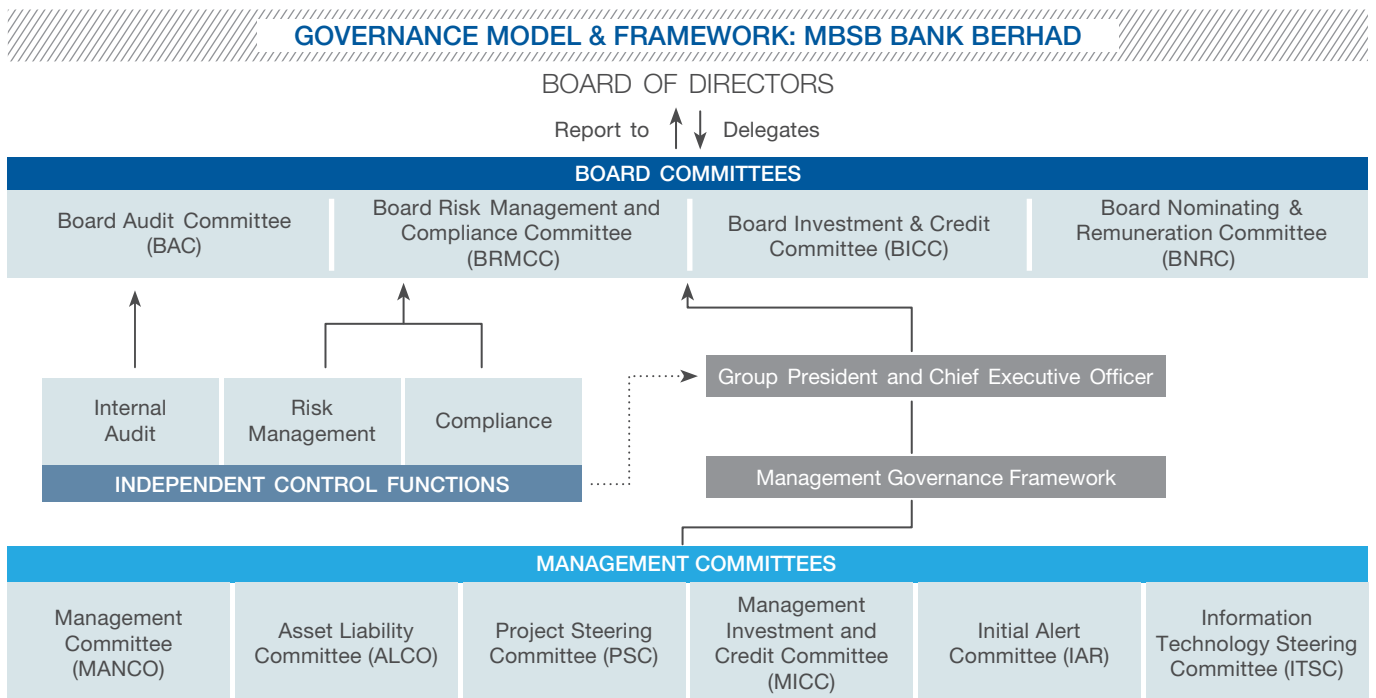 GOVERNANCE MODEL & FRAMEWORK: MBSB BANK BERHAD
BOARD OF DIRECTORS
Report to
Delegates
BOARD COMMITTEES
Board Audit Committee
(BAC)
Board Risk Management and
Compliance Committee
(BRMCC)
Board Investment & Credit
Committee (BICC)
Board Nominating &
Remuneration Committee
(BNRC)
Group President and Chief Executive Officer
Internal
Audit
Risk
Management
Compliance
INDEPENDENT CONTROL FUNCTIONS
Management Governance Framework
MANAGEMENT COMMITTEES
Management
Committee
(MANCO)
Asset Liability
Committee (ALCO)
Project Steering
Committee (PSC)
Management
Investment and
Credit Committee
(MICC)
Initial Alert
Committee (IAR)
Information
Technology Steering
Committee (ITSC)